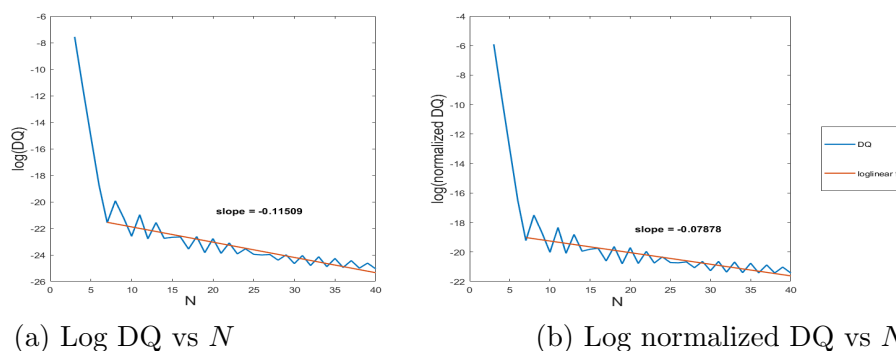 -6
-8
-10
-12
-14
-16
-18
-20
-22
-24
-26
log(DQ)
slope = -0.11509
0 5 10 15 20 25 30 35 40
N
(a) Log DQ vs N
-4
-6
-8
-10
-12
-14
-16
-18
-20
-22
log(normalized DQ)
slope = -0.07878
0 5 10 15 20 25 30 35 40
N
(b) Log normalized DQ vs N
DQ
loglinear